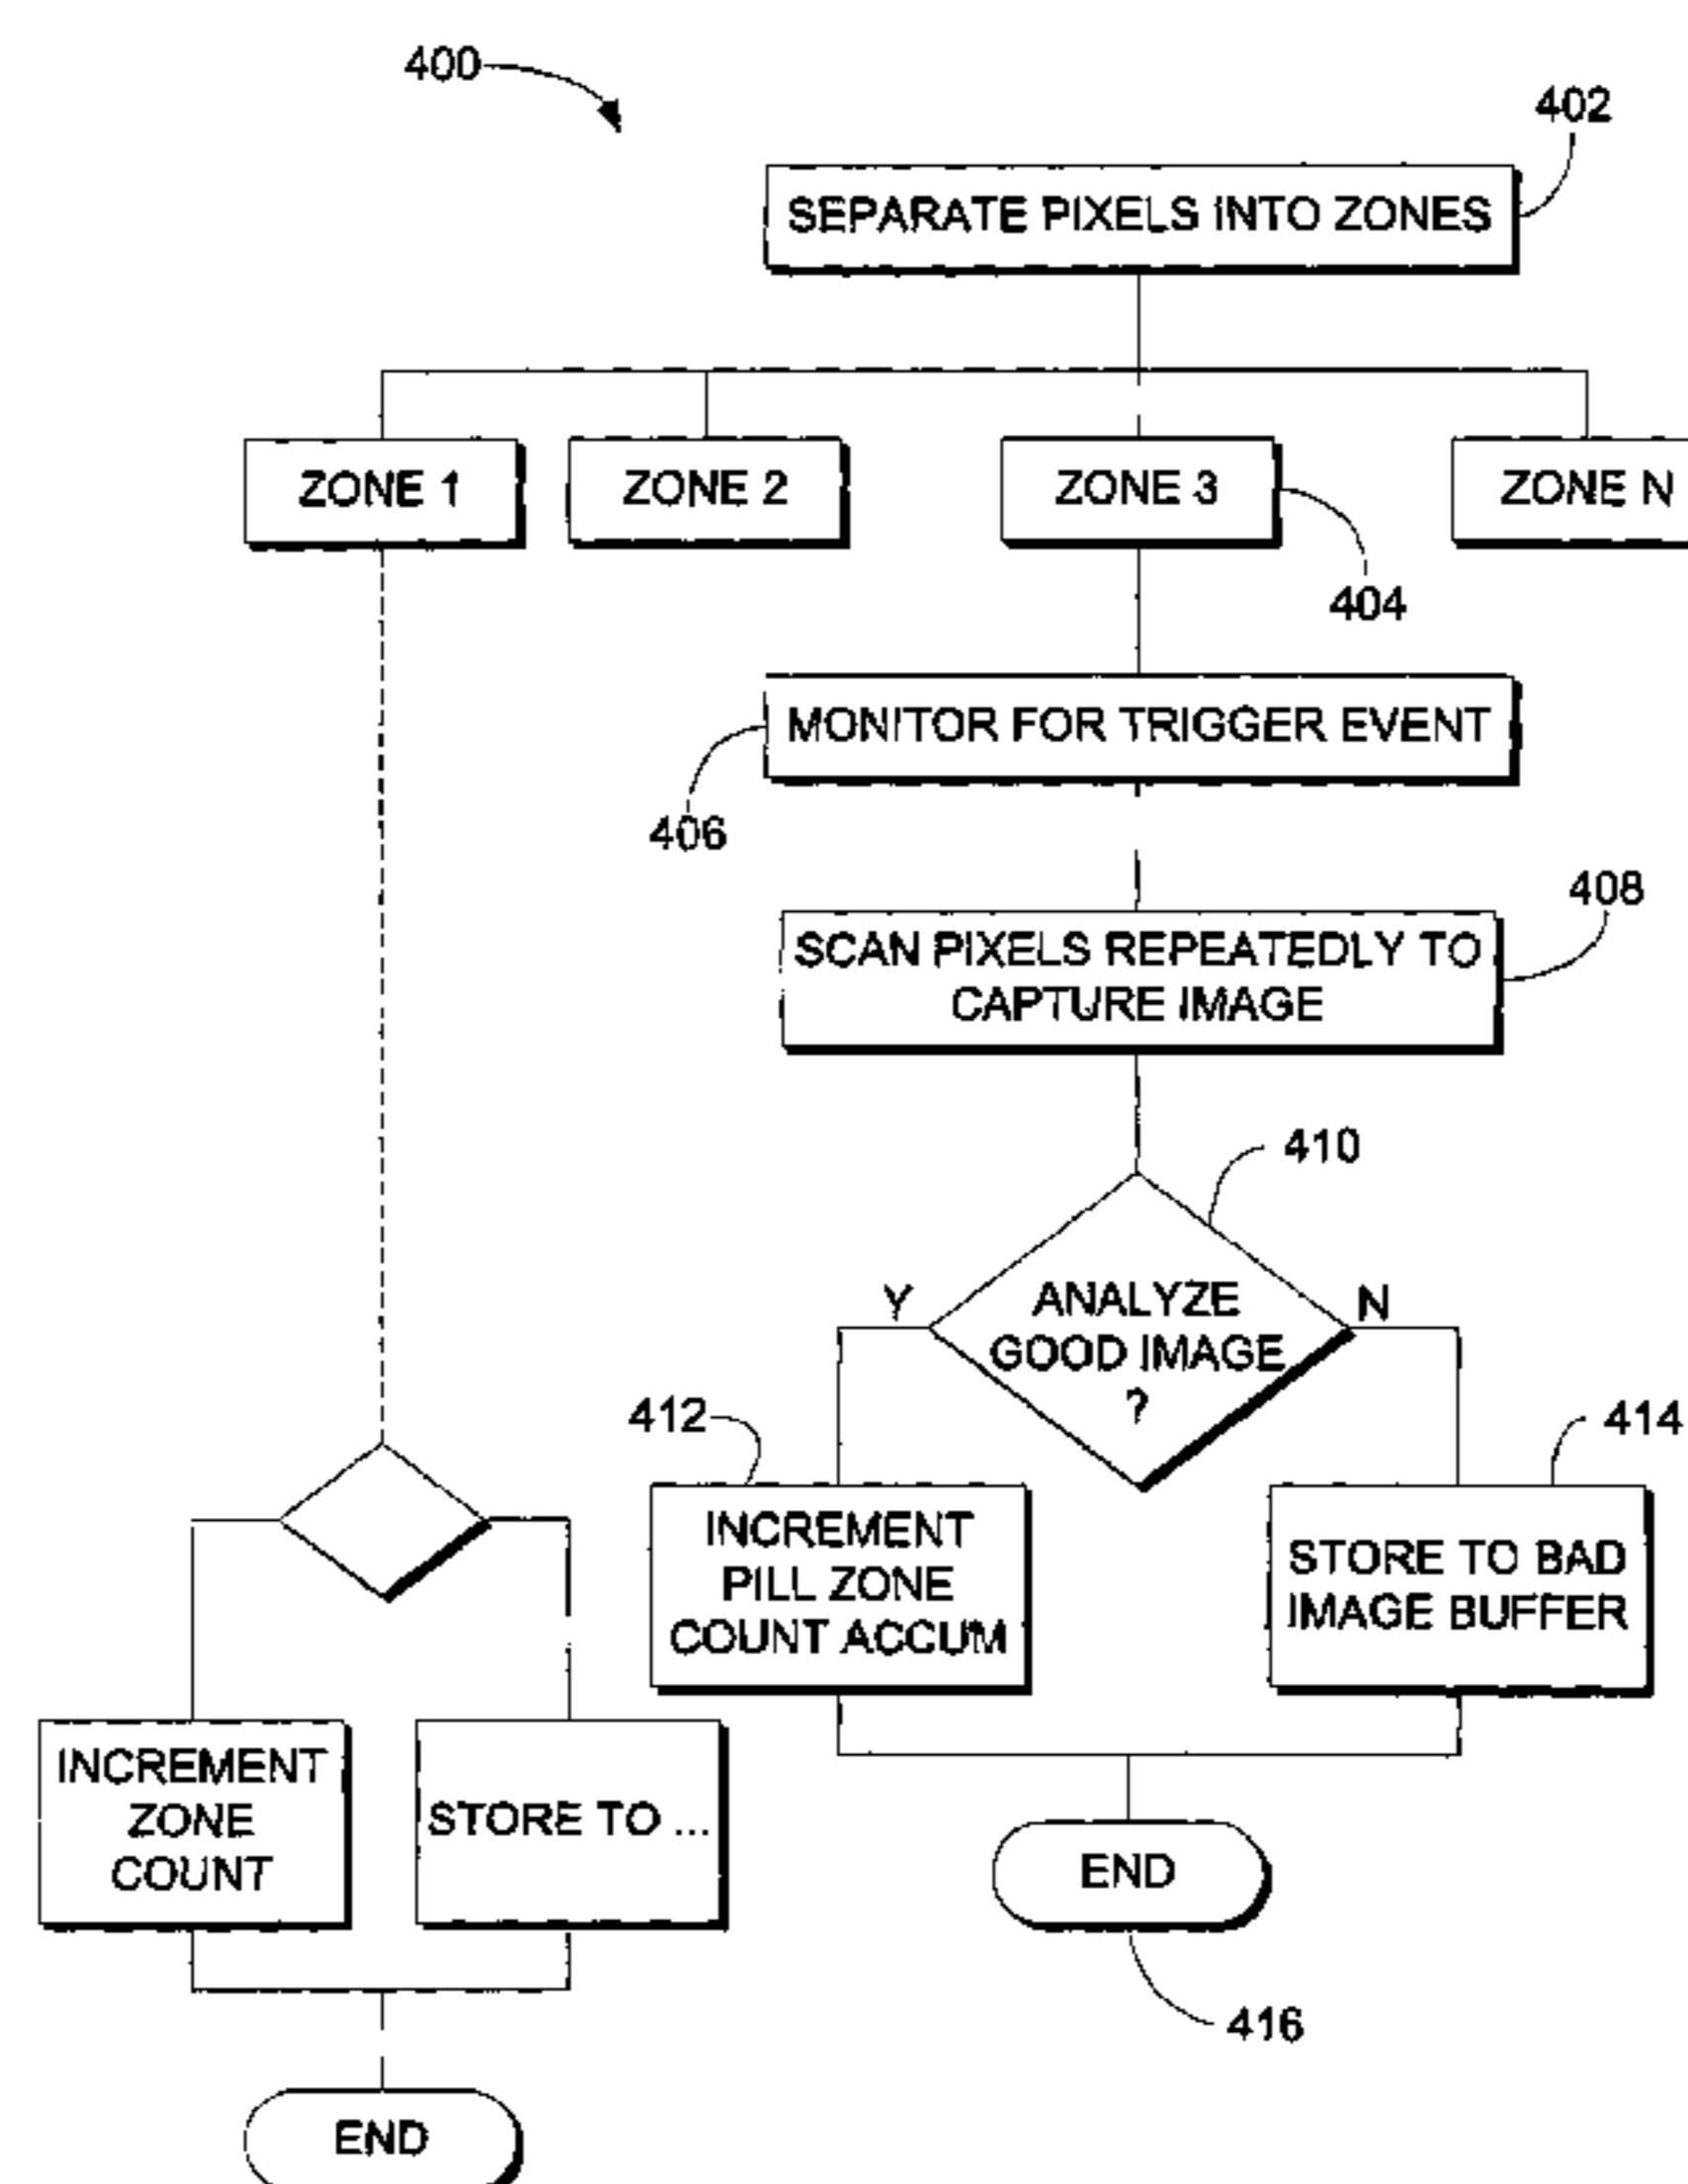 400
402
SEPARATE PIXELS INTO ZONES
ZONE 1
ZONE 2
ZONE 3
ZONE N
404
MONITOR FOR TRIGGER EVENT
406
408
SCAN PIXELS REPEATEDLY TO
CAPTURE IMAGE
410
Y
N
ANALYZE
GOOD IMAGE
?
412
414
INCREMENT
PILL ZONE
COUNT ACCUM
STORE TO BAD
IMAGE BUFFER
INCREMENT
ZONE
COUNT
STORE TO ...
END
416
END